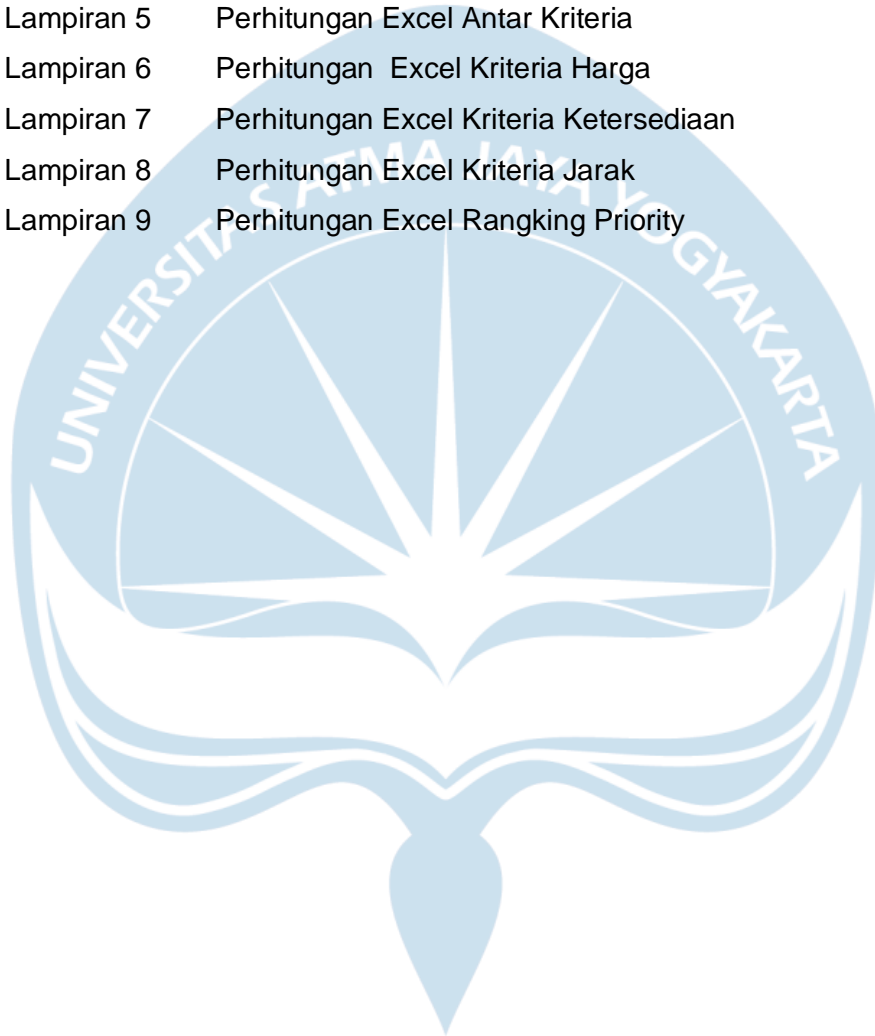 Lampiran 5 Perhitungan Excel Antar Kriteria
Lampiran 6 Perhitungan Excel Kriteria Harga
Lampiran 7 Perhitungan Excel Kriteria Ketersediaan
Lampiran 8 Perhitungan Excel Kriteria Jarak
Lampiran 9 Perhitungan Excel Rangking Priority
UNIVERSITAS ATMA JAYA YOGYAKARTA